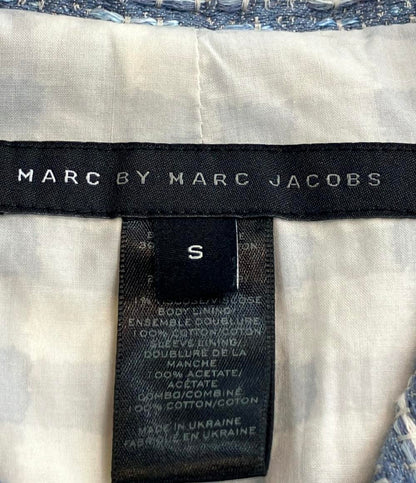 MARC BY MARC JACOBS
S
BODY LINING/
ENSEMBLE DOUBLURE
100% COTTON/COTTON
SLEEVE LINING/
DOUBLURE DE LA
MANCHE
100% ACETATE/
ACÉTATE
COMBO/COMBINÉ
100% COTTON/COTON
MADE IN UKRAINE
FABRIQUÉ EN UKRAINE